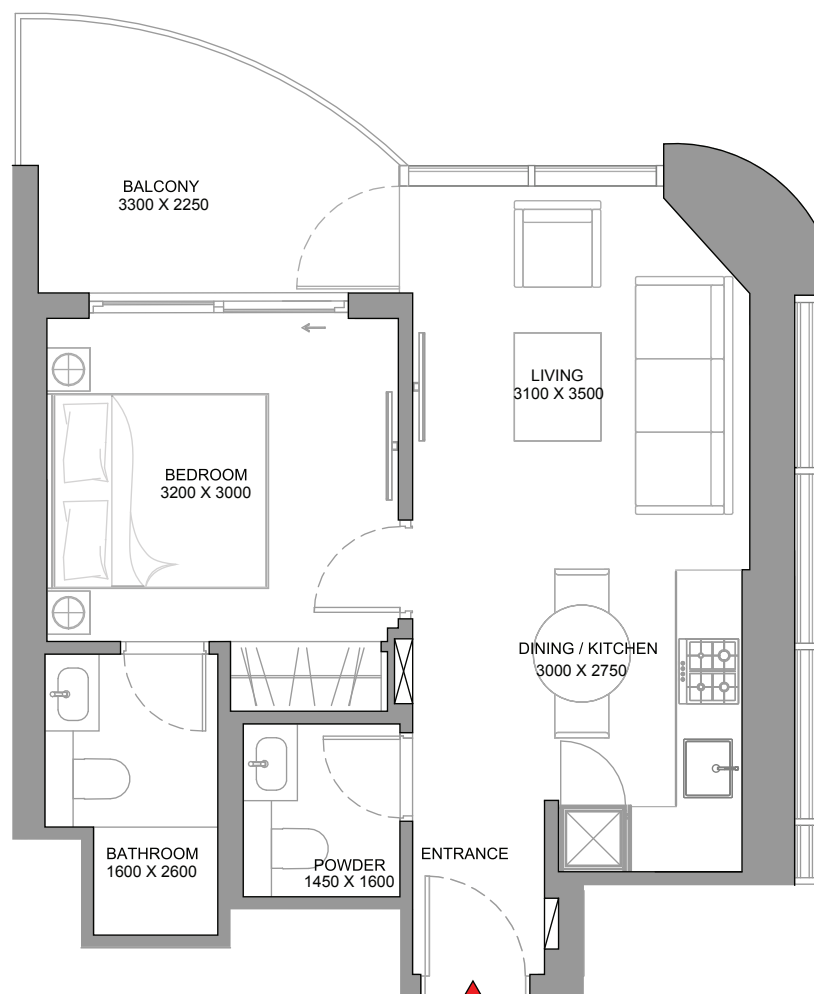 BALCONY
3300 X 2250
LIVING
3100 X 3500
BEDROOM
3200 X 3000
DINING / KITCHEN
3000 X 2750
BATHROOM
1600 X 2600
POWDER
1450 X 1600
ENTRANCE